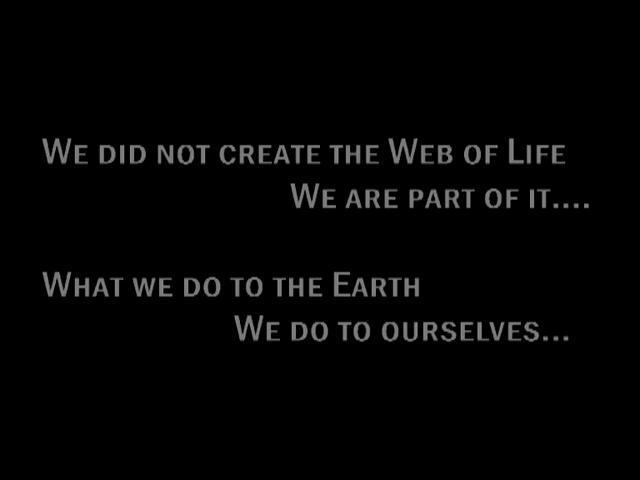 We did not create the Web of Life
We are part of it....
What we do to the Earth
We do to ourselves...